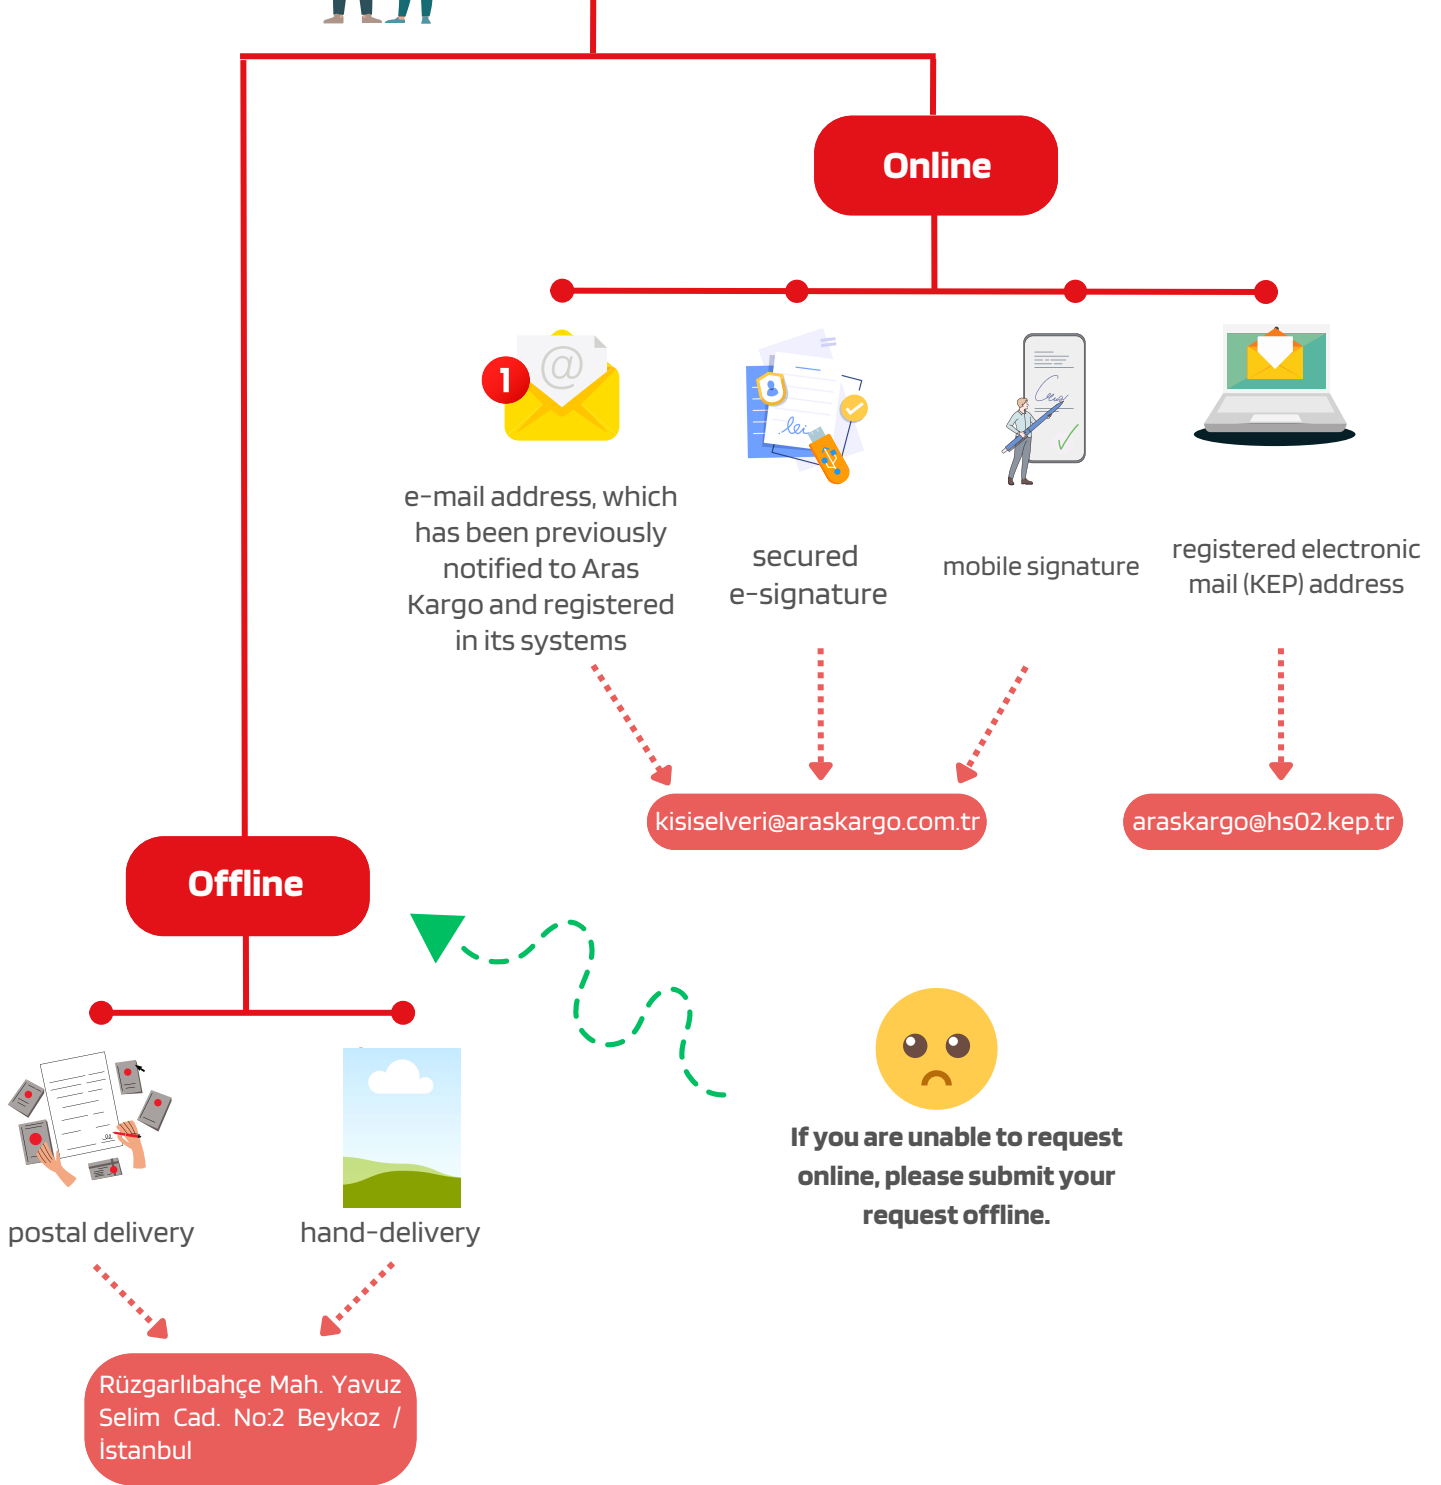 Online
1
@
e-mail address, which
has been previously
notified to Aras
Kargo and registered
in its systems
secured
e-signature
mobile signature
registered electronic
mail (KEP) address
kisiselveri@araskargo.com.tr
araskargo@hs02.kep.tr
Offline
If you are unable to request
online, please submit your
request offline.
postal delivery
hand-delivery
Rüzgarlıbahçe Mah. Yavuz
Selim Cad. No:2 Beykoz /
İstanbul